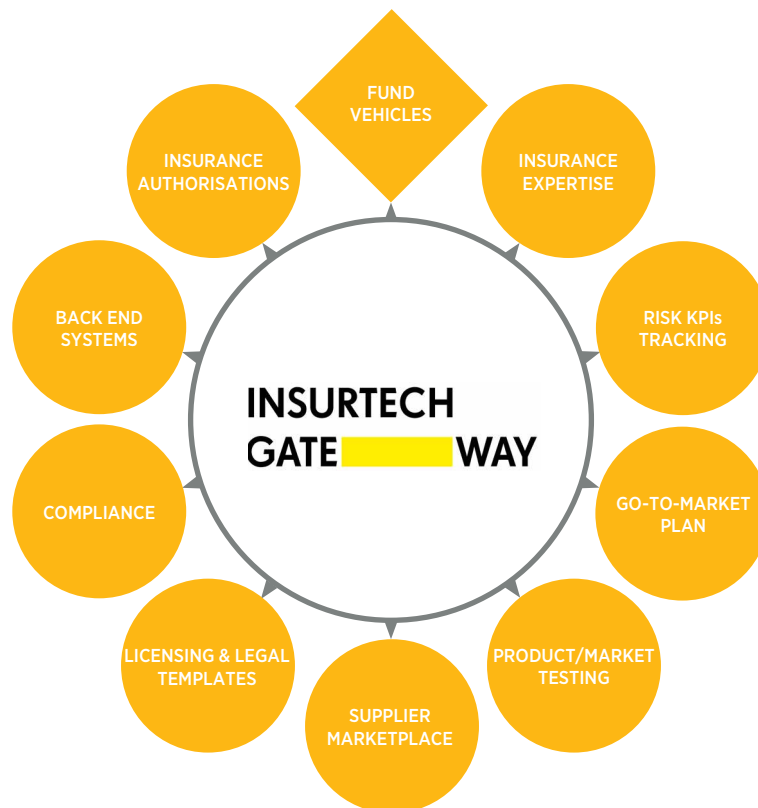 FUND
VEHICLES
INSURANCE
EXPERTISE
RISK KPIs
TRACKING
GO-TO-MARKET
PLAN
PRODUCT/MARKET
TESTING
SUPPLIER
MARKETPLACE
LICENSING & LEGAL
TEMPLATES
COMPLIANCE
BACK END
SYSTEMS
INSURANCE
AUTHORISATIONS
INSURTECH
GATE WAY